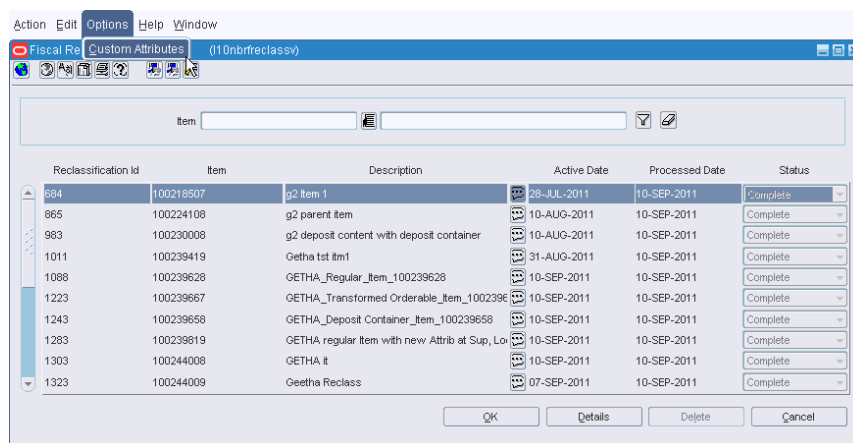 Action Edit Options Help Window
Fiscal Re Custom Attributes (l10nbrfreclassv)
Item
Reclassification Id Item Description Active Date Processed Date Status
684 100218507 g2 Item 1 28-JUL-2011 10-SEP-2011 Complete
865 100224108 g2 parent item 10-AUG-2011 10-SEP-2011 Complete
983 100230008 g2 deposit content with deposit container 10-AUG-2011 10-SEP-2011 Complete
1011 100239419 Getha tst itm1 31-AUG-2011 10-SEP-2011 Complete
1088 100239628 GETHA_Regular_Item_100239628 10-SEP-2011 10-SEP-2011 Complete
1223 100239667 GETHA_Transformed Orderable_Item_1002396 10-SEP-2011 10-SEP-2011 Complete
1243 100239658 GETHA_Deposit Container_Item_100239658 10-SEP-2011 10-SEP-2011 Complete
1283 100239819 GETHA regular Item with new Attrib at Sup, Lo 10-SEP-2011 10-SEP-2011 Complete
1303 100244008 GETHA it 10-SEP-2011 10-SEP-2011 Complete
1323 100244009 Geetha Reclass 07-SEP-2011 10-SEP-2011 Complete
OK Details Delete Cancel